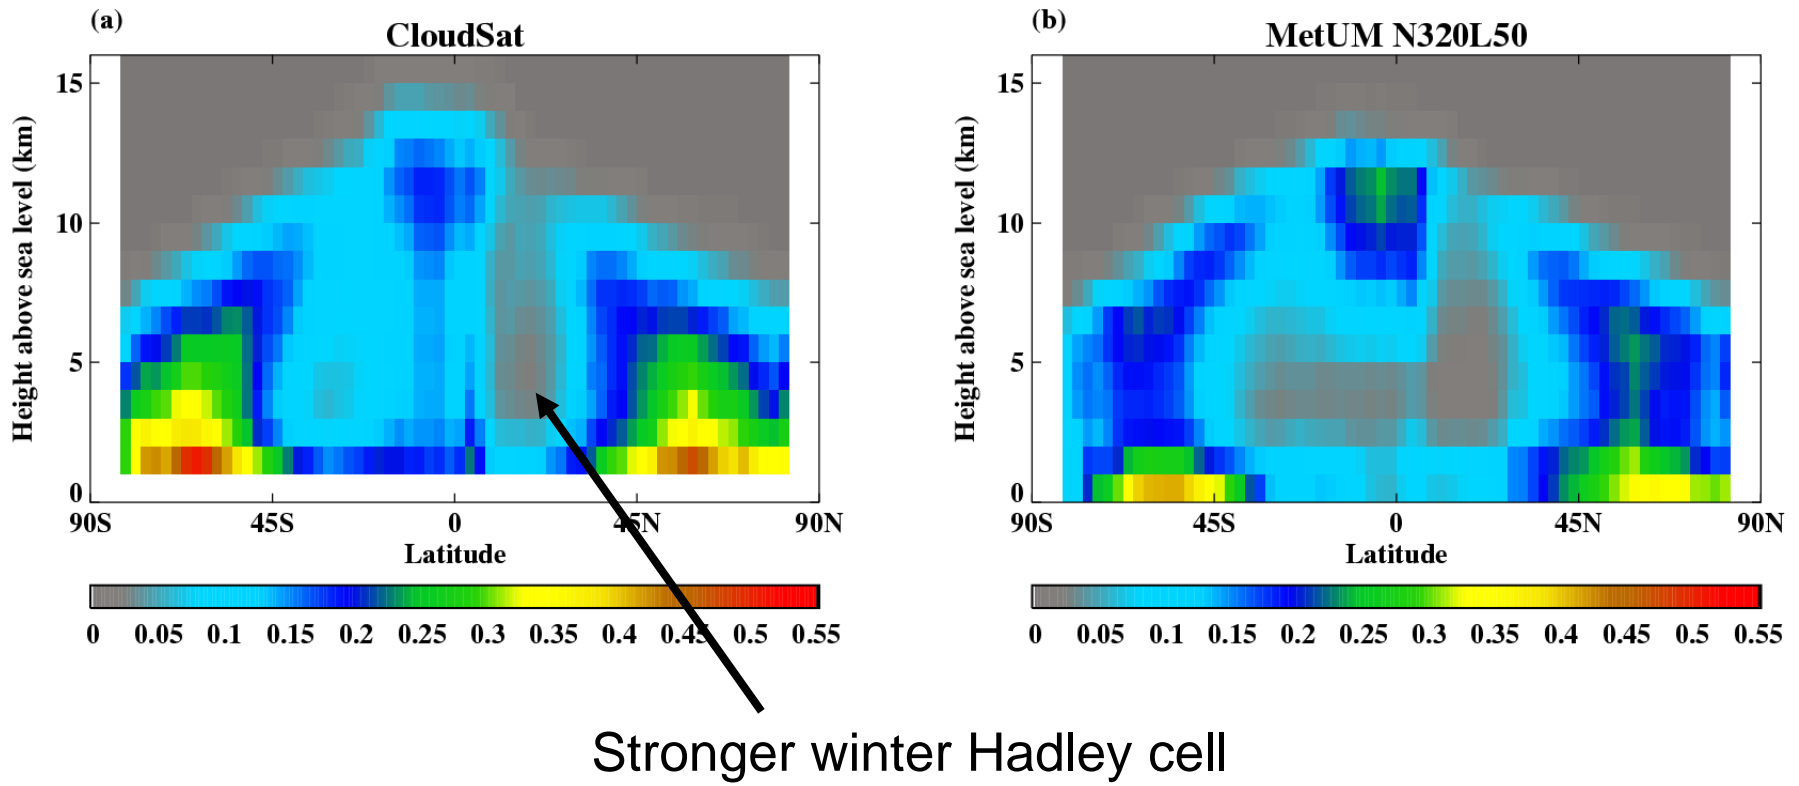 (a)
CloudSat
Height above sea level (km)
15
10
5
0
90S 45S 0 45N 90N
Latitude
0 0.05 0.1 0.15 0.2 0.25 0.3 0.35 0.4 0.45 0.5 0.55
(b)
MetUM N320L50
Height above sea level (km)
15
10
5
0
90S 45S 0 45N 90N
Latitude
0 0.05 0.1 0.15 0.2 0.25 0.3 0.35 0.4 0.45 0.5 0.55
Stronger winter Hadley cell